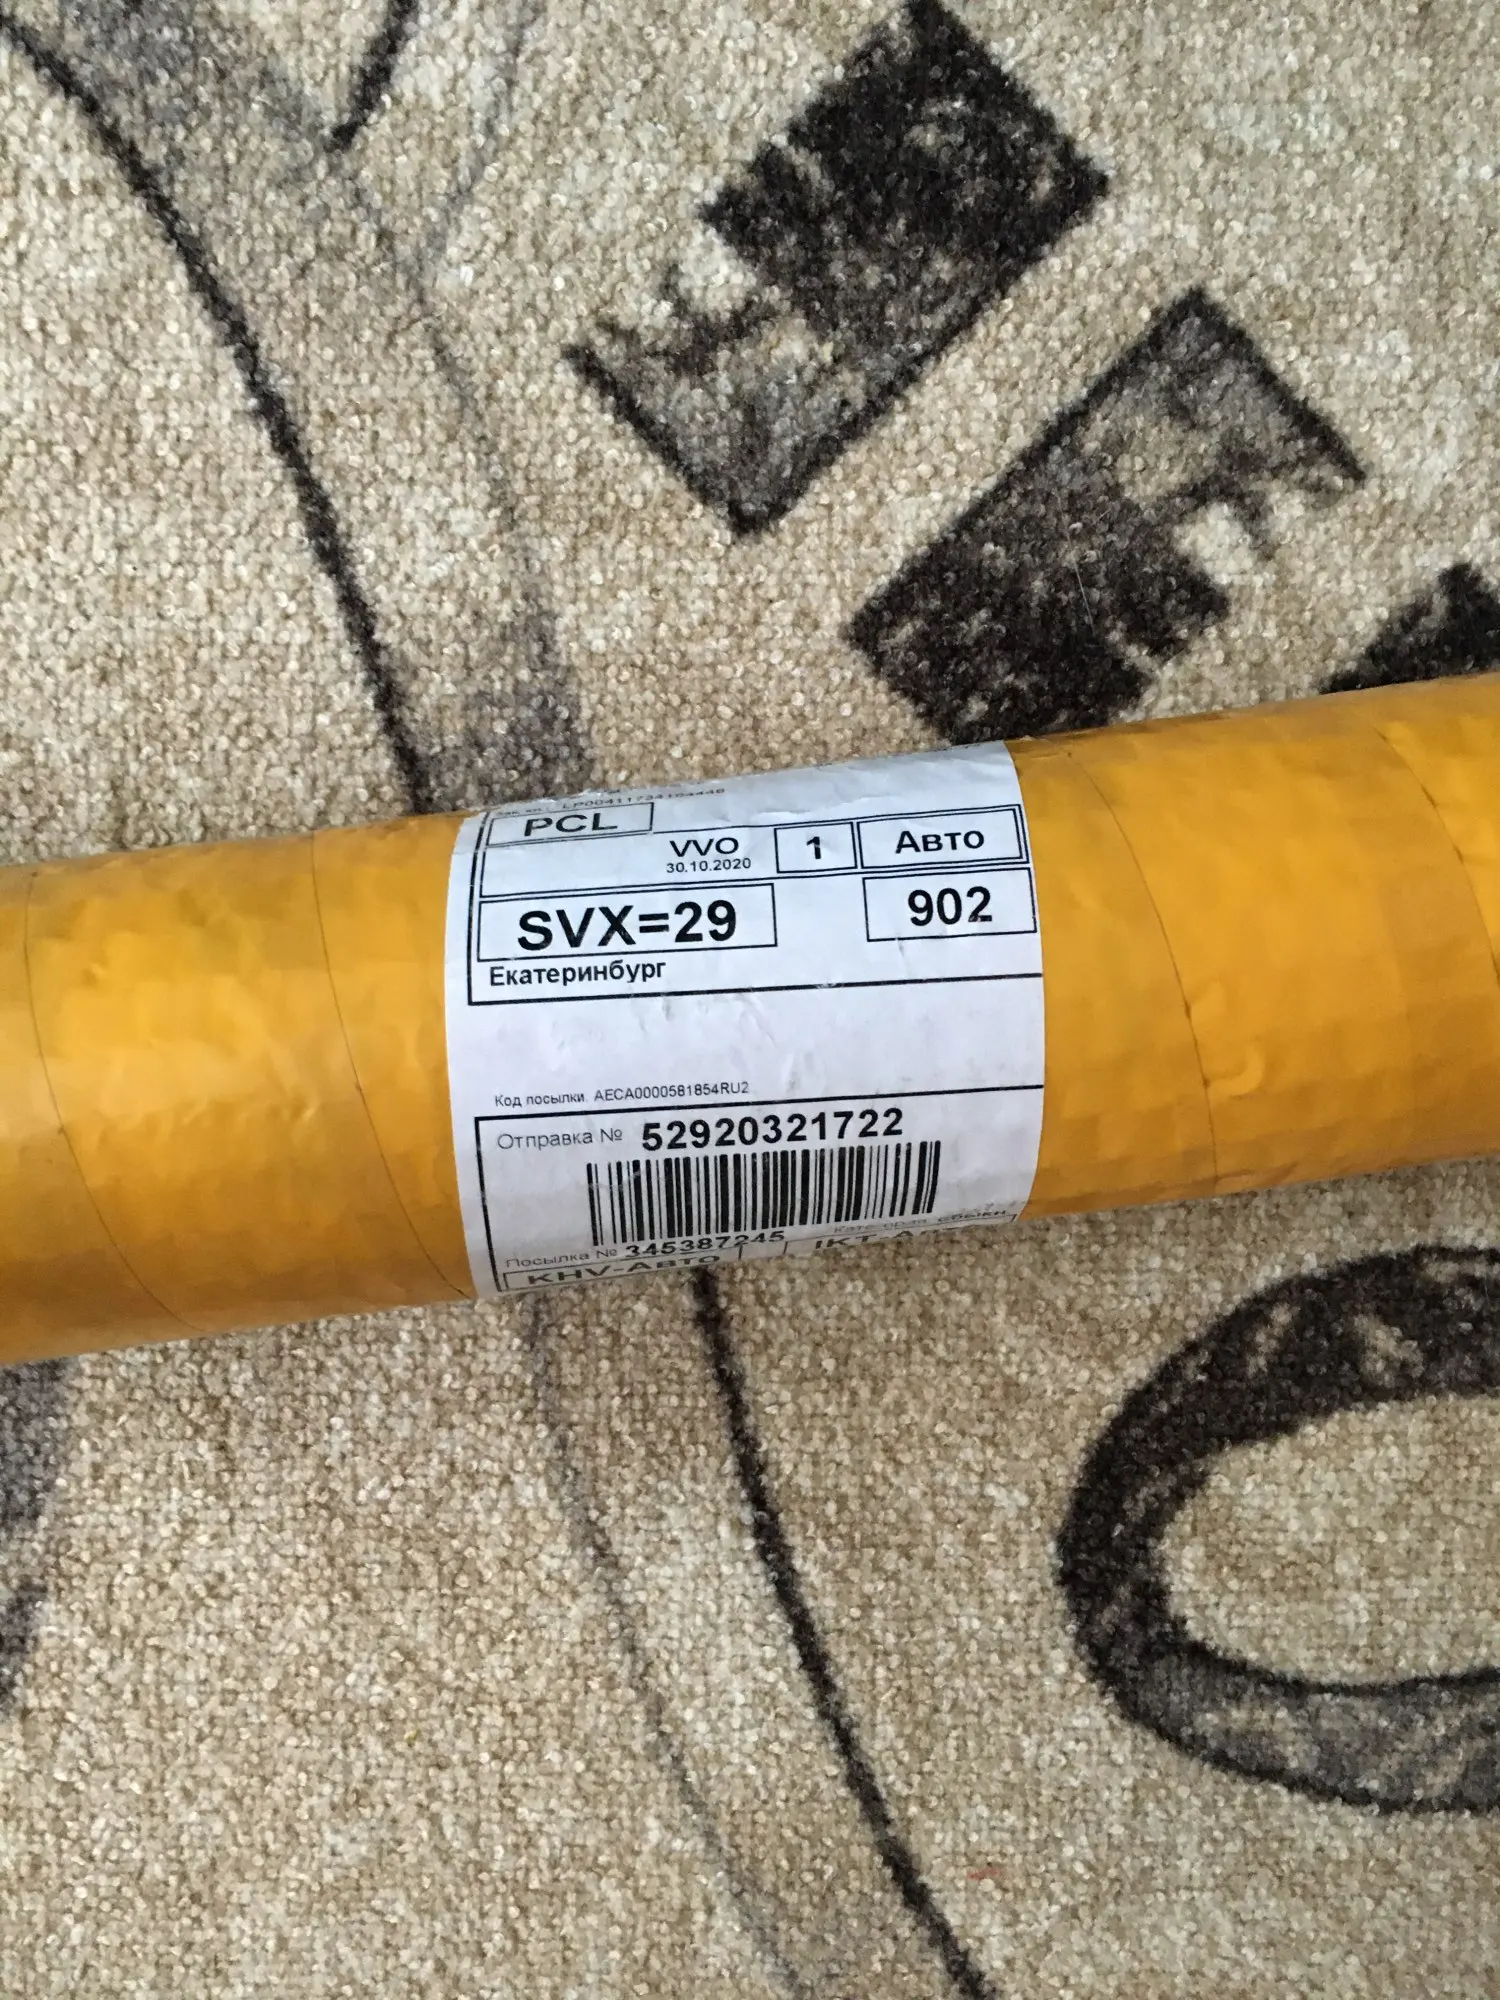 PCL
VVO 1 Авто
30.10.2020
SVX=29 902
Екатеринбург
Код посылки. AECA0000581854RU2
Отправка № 52920321722
Посылка № 345387245
KHV-Авто